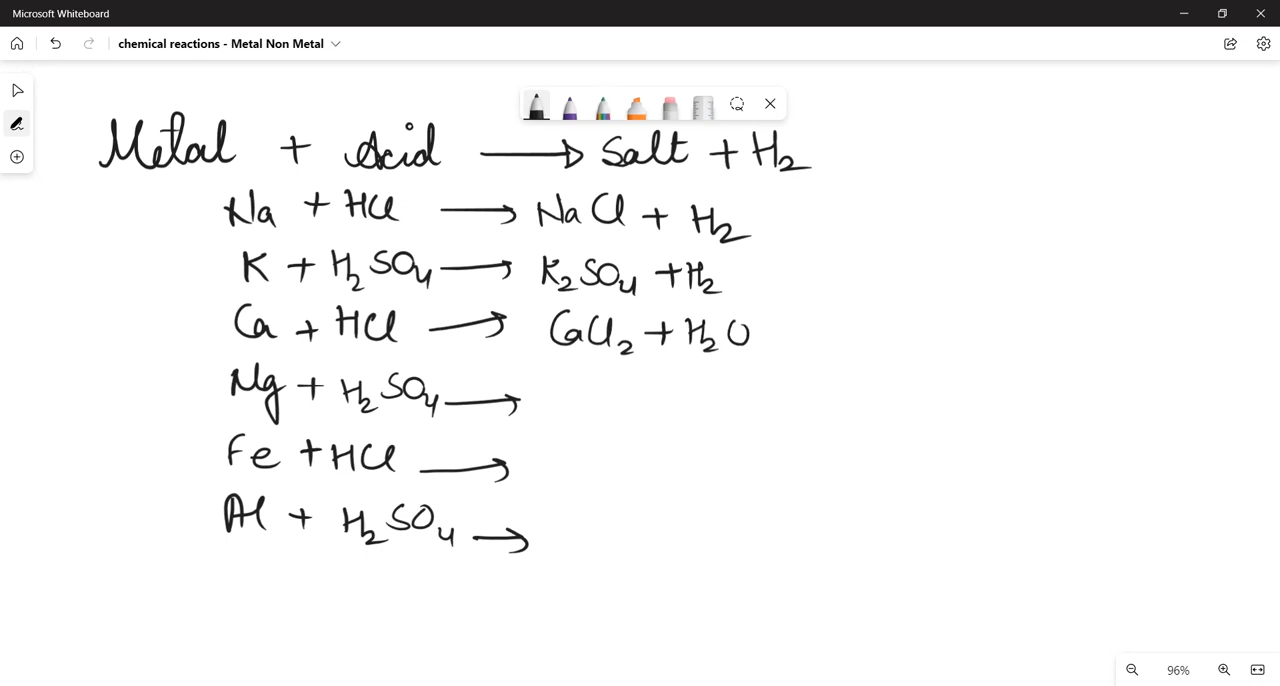 Microsoft Whiteboard
chemical reactions - Metal Non Metal
Metal + Acid → Salt + H₂
Na + HCl → NaCl + H₂
K + H₂SO₄ → K₂SO₄ + H₂
Ca + HCl → CaCl₂ + H₂O
Mg + H₂SO₄ →
Fe + HCl →
Al + H₂SO₄ →
96%